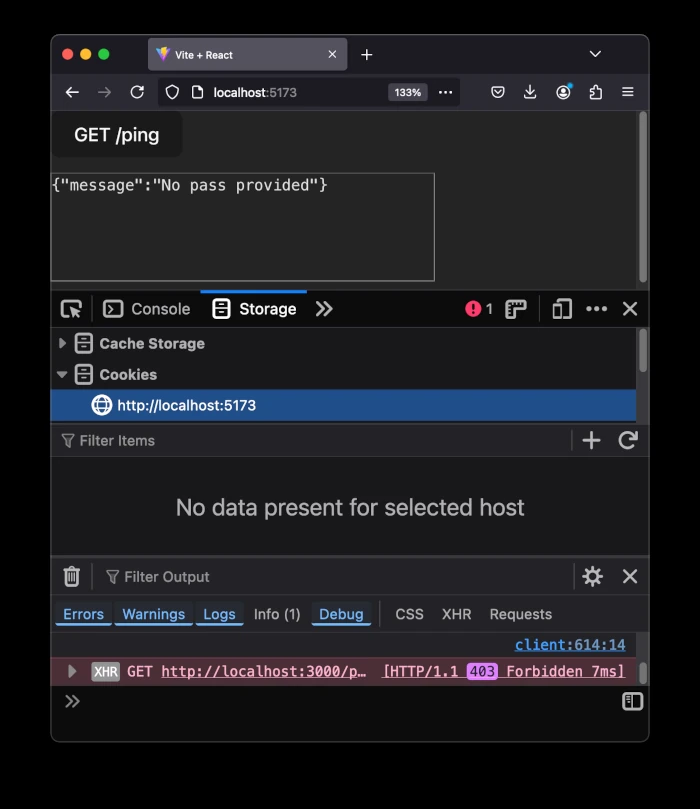 Vite + React
localhost:5173
133%
GET /ping
{"message":"No pass provided"}
Console
Storage
1
Cache Storage
Cookies
http://localhost:5173
Filter Items
No data present for selected host
Filter Output
Errors Warnings Logs Info (1) Debug CSS XHR Requests
client:614:14
XHR GET http://localhost:3000/p… [HTTP/1.1 403 Forbidden 7ms]